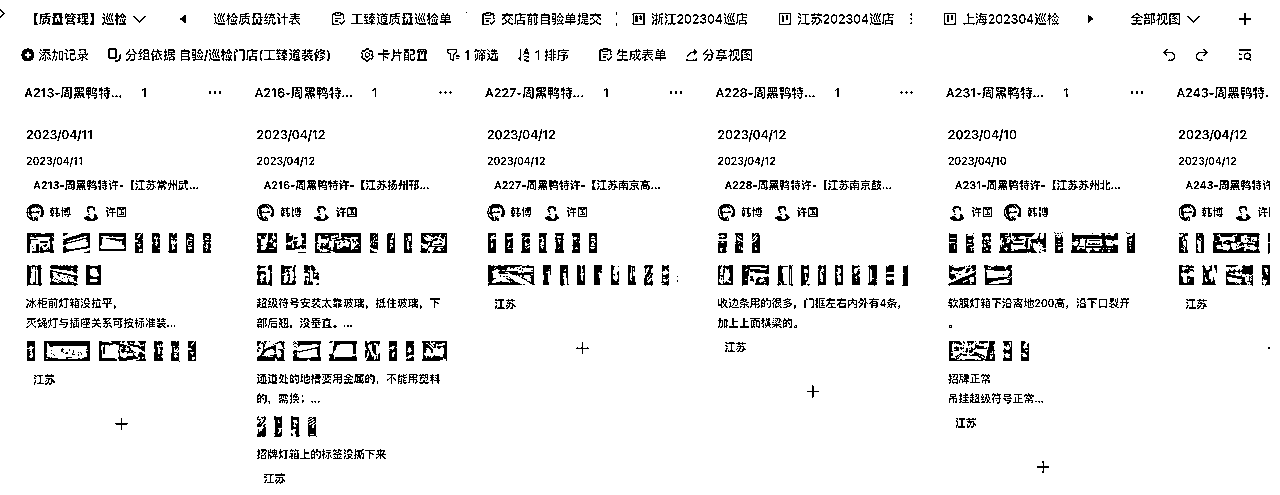 【质量管理】巡检
巡检质量统计表
工臻道质量巡检单
交店前自验单提交
浙江202304巡店
江苏202304巡店
上海202304巡检
全部视图
添加记录
分组依据 自验/巡检门店(工臻道装修)
卡片配置
1 筛选
1 排序
生成表单
分享视图
A213-周黑鸭特... 1
2023/04/11
2023/04/11
A213-周黑鸭特许-【江苏常州武...
韩博 许国
冰柜前灯箱没拉平,
灭蝇灯与插座关系可按标准装...
江苏
A216-周黑鸭特... 1
2023/04/12
2023/04/12
A216-周黑鸭特许-【江苏扬州邗...
韩博 许国
超级符号安装太靠玻璃，抵住玻璃，下
部后翘，没垂直。...
通道处的地槽要用金属的，不能用塑料
的，需换；...
招牌灯箱上的标签没撕下来
江苏
A227-周黑鸭特... 1
2023/04/12
2023/04/12
A227-周黑鸭特许-【江苏南京高...
韩博 许国
江苏
A228-周黑鸭特... 1
2023/04/12
2023/04/12
A228-周黑鸭特许-【江苏南京鼓...
韩博 许国
收边条用的很多，门框左右内外有4条,
加上上面横梁的。
江苏
A231-周黑鸭特... 1
2023/04/10
2023/04/10
A231-周黑鸭特许-【江苏苏州北...
许国 韩博
软膜灯箱下沿离地200高，沿下口裂开
。
招牌正常
吊挂超级符号正常...
江苏
A243-周黑鸭特
2023/04/12
2023/04/12
A243-周黑鸭特许
韩博 许
江苏